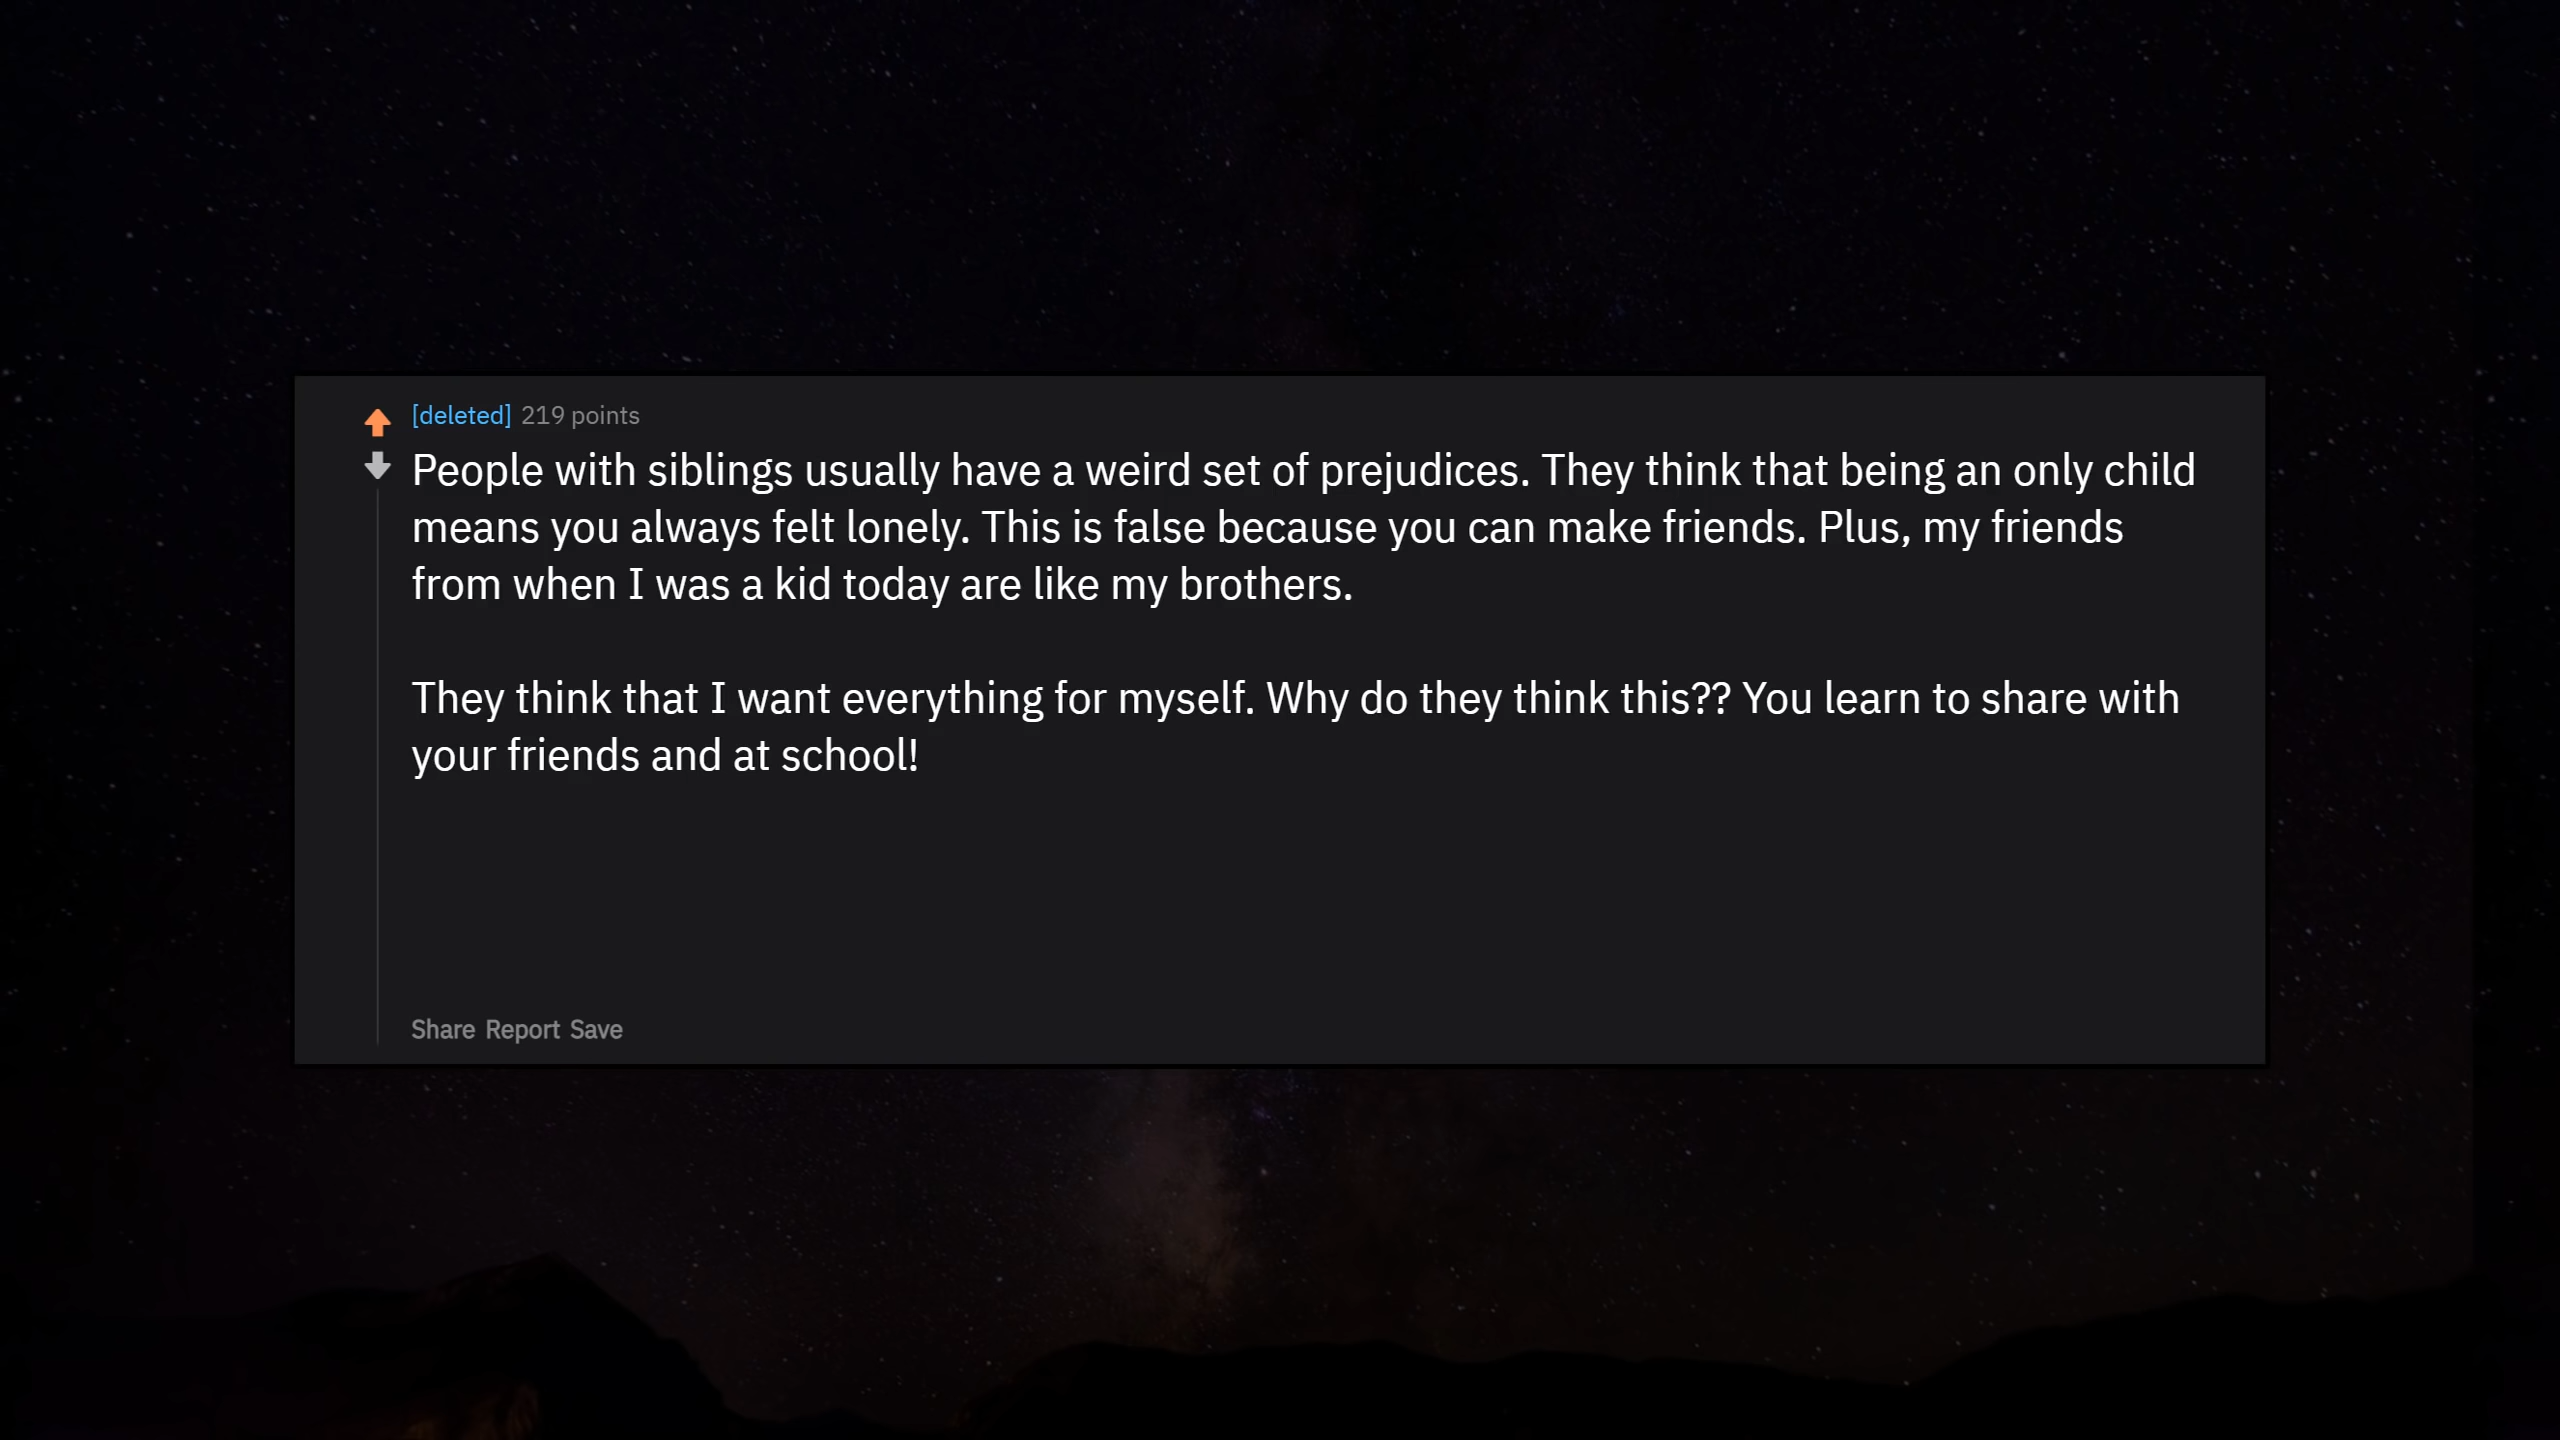 [deleted] 219 points
People with siblings usually have a weird set of prejudices. They think that being an only child
means you always felt lonely. This is false because you can make friends. Plus, my friends
from when I was a kid today are like my brothers.
They think that I want everything for myself. Why do they think this?? You learn to share with
your friends and at school!
Share Report Save